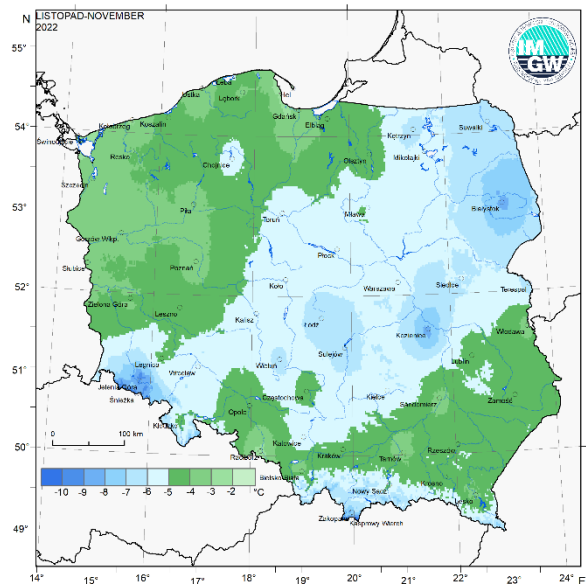 N
LISTOPAD-NOVEMBER
2022
IMGW
55°
Łeba
Ustka
Hel
Lębork
Gdańsk
Kołobrzeg
Koszalin
Elbląg
Suwałki
54°
Świnoujście
Kętrzyn
Resko
Chojnice
Olsztyn
Mikołajki
Szczecin
53°
Piła
Białystok
Toruń
Mława
Gorzów Wlkp.
Słubice
Poznań
Płock
52°
Koło
Warszawa
Siedlce
Terespol
Zielona Góra
Leszno
Kalisz
Łódź
Kozienice
Włodawa
51°
Legnica
Wrocław
Wieluń
Sulejów
Lublin
Jelenia Góra
Śnieżka
Kielce
Częstochowa
Zamość
Kłodzko
Opole
Sandomierz
50°
0 100 km
Katowice
Racibórz
Kraków
Tarnów
Rzeszów
Bielsko-Biała
Krosno
Nowy Sącz
Lesko
-10 -9 -8 -7 -6 -5 -4 -3 -2 °C
Zakopane
Kasprowy Wierch
49°
14° 15° 16° 17° 18° 19° 20° 21° 22° 23° 24° E